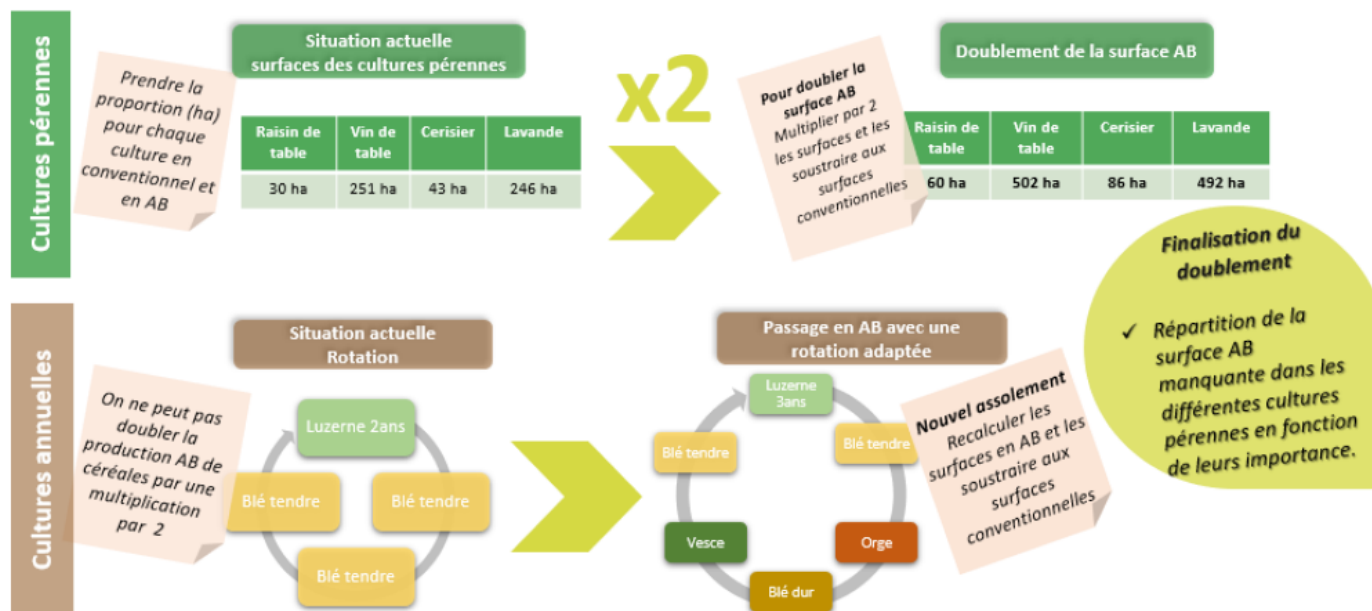 Cultures pérennes
Situation actuelle
surfaces des cultures pérennes
Prendre la
proportion (ha)
pour chaque
culture en
conventionnel et
en AB
Raisin de
table
Vin de
table
Cerisier
Lavande
30 ha
251 ha
43 ha
246 ha
x2
Pour doubler la
surface AB
Multiplier par 2
les surfaces et les
soustraire aux
surfaces
conventionnelles
Doublement de la surface AB
Raisin de
table
Vin de
table
Cerisier
Lavande
60 ha
502 ha
86 ha
492 ha
Finalisation du
doublement
✓ Répartition de la
surface AB
manquante dans les
différentes cultures
pérennes en fonction
de leurs importance.
Cultures annuelles
Situation actuelle
Rotation
On ne peut pas
doubler la
production AB de
céréales par une
multiplication
par 2
Luzerne 2ans
Blé tendre
Blé tendre
Blé tendre
Passage en AB avec une
rotation adaptée
Luzerne
3ans
Blé tendre
Blé tendre
Vesce
Orge
Blé dur
Nouvel assolement
Recalculer les
surfaces en AB et les
soustraire aux
surfaces
conventionnelles